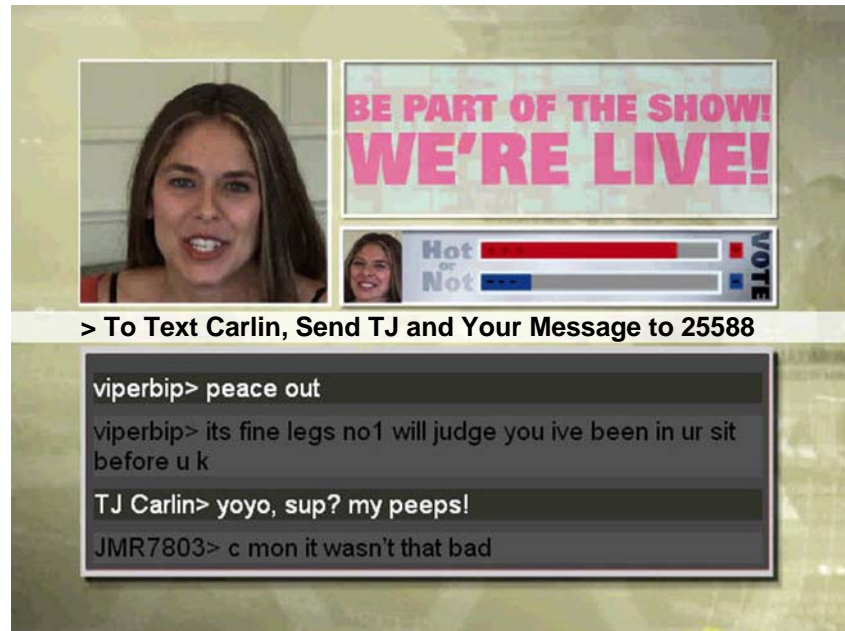 BE PART OF THE SHOW!
WE'RE LIVE!
Hot
or
Not
VOTE
> To Text Carlin, Send TJ and Your Message to 25588
viperbip> peace out
viperbip> its fine legs no1 will judge you ive been in ur sit
before u k
TJ Carlin> yoyo, sup? my peeps!
JMR7803> c mon it wasn't that bad